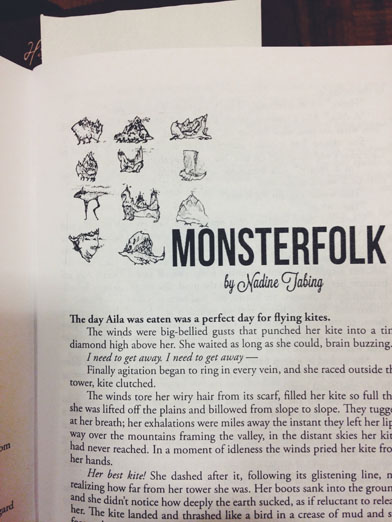 MONSTERFOLK
by Nadine Tabing
The day Aila was eaten was a perfect day for flying kites.
The winds were big-bellied gusts that punched her kite into a
diamond high above her. She waited as long as she could, brain buzzing.
I need to get away. I need to get away —
Finally agitation began to ring in every vein, and she raced outside
tower, kite clutched.
The winds tore her wiry hair from its scarf, filled her kite so full
she was lifted off the plains and billowed from slope to slope. They
at her breath; her exhalations were miles away the instant they left her
way over the mountains framing the valley, in the distant skies her
had never reached. In a moment of idleness the winds pried her kite
her hands.
Her best kite! She dashed after it, following its glistening line,
realizing how far from her tower she was. Her boots sank into the
and she didn't notice how deeply the earth sucked, as if reluctant to
her. The kite landed and thrashed like a bird in a crease of mud and